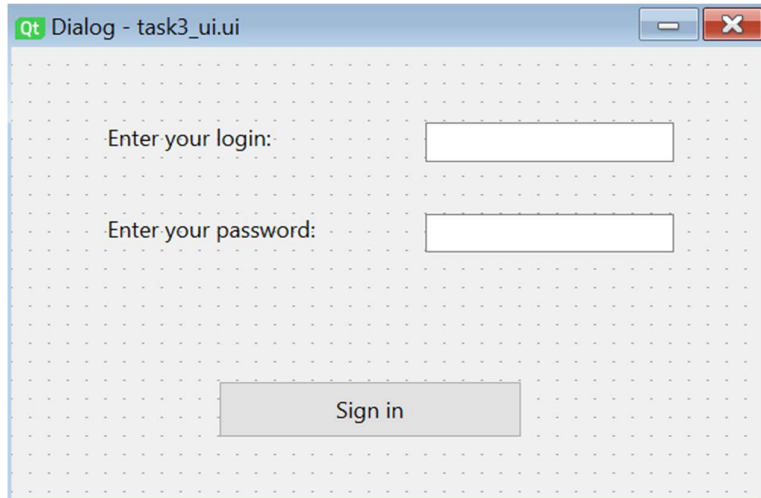 Qt Dialog - task3_ui.ui
Enter your login:
Enter your password:
Sign in